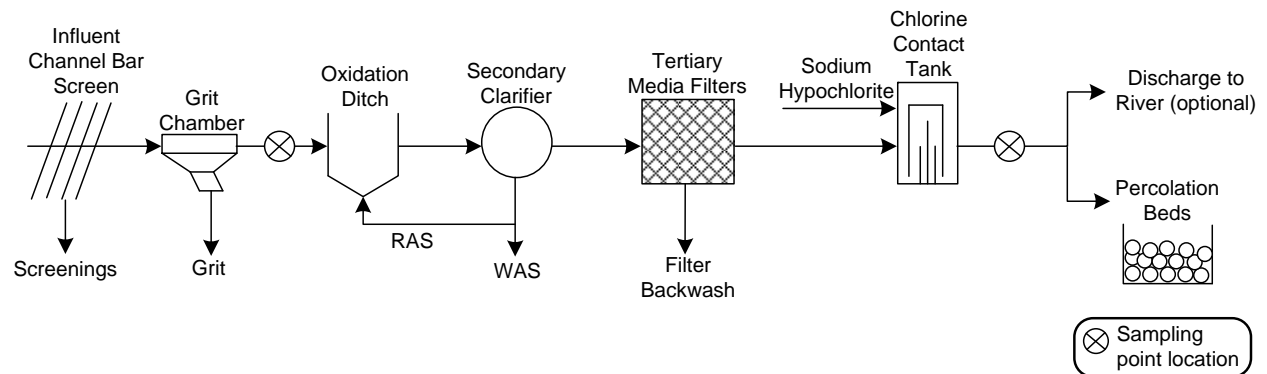 Influent
Channel Bar
Screen
Grit
Chamber
Oxidation
Ditch
Secondary
Clarifier
Tertiary
Media Filters
Sodium
Hypochlorite
Chlorine
Contact
Tank
Discharge to
River (optional)
Percolation
Beds
Screenings
Grit
RAS
WAS
Filter
Backwash
Sampling
point location